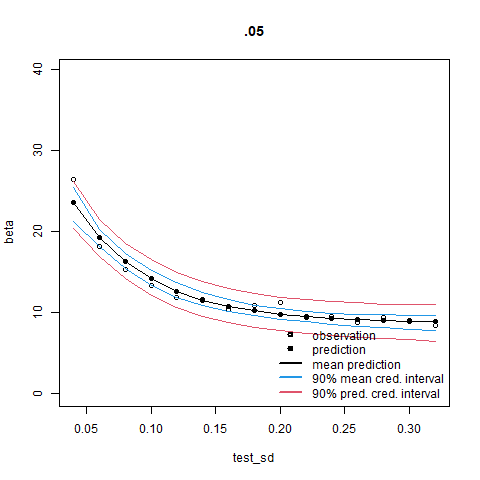 .05
40
30
20
10
0
beta
observation
prediction
mean prediction
90% mean cred. interval
90% pred. cred. interval
0.05 0.10 0.15 0.20 0.25 0.30
test_sd